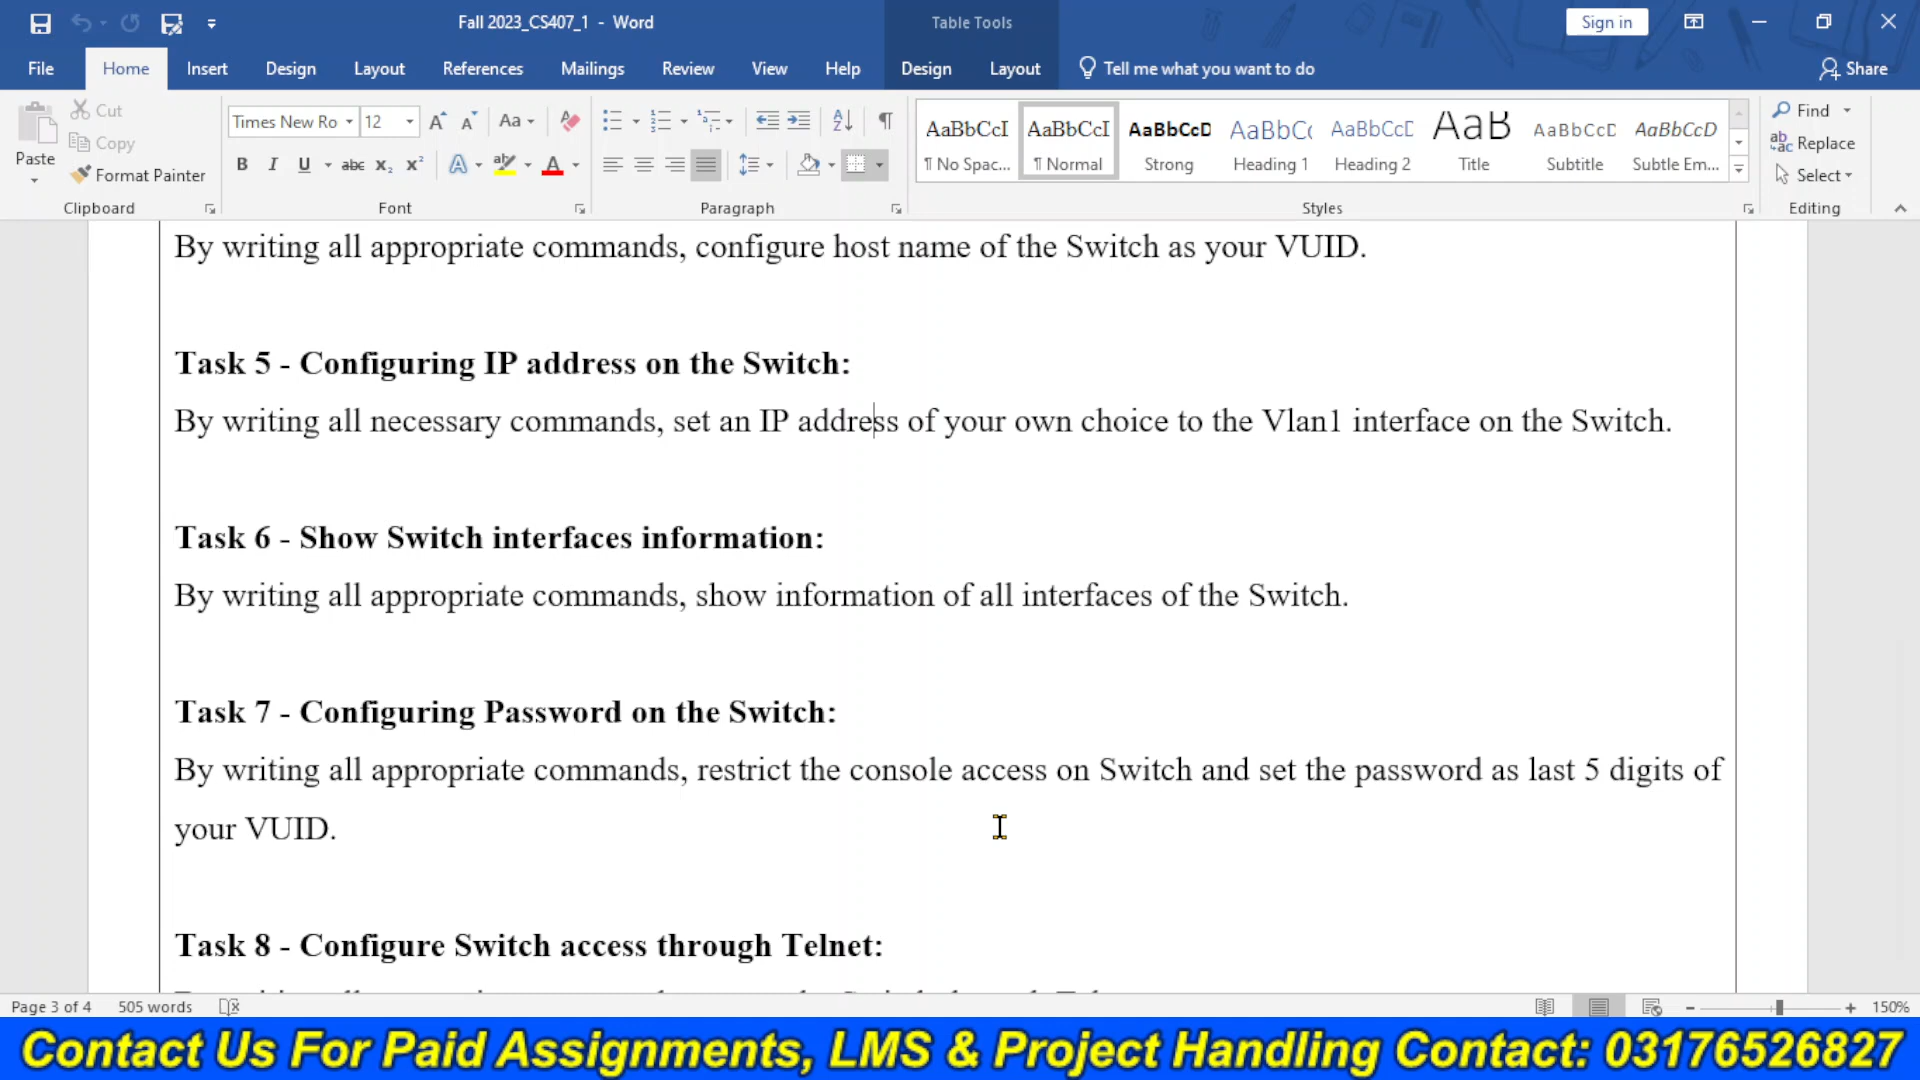 Fall 2023_CS407_1 - Word
Table Tools
Sign in
File
Home
Insert
Design
Layout
References
Mailings
Review
View
Help
Design
Layout
Tell me what you want to do
Share
Paste
Cut
Copy
Format Painter
Clipboard
Times New Ro
12
Aa
B I U abc x₂ x²
Font
Paragraph
AaBbCcI
¶ No Spac...
AaBbCcI
¶ Normal
AaBbCcD
Strong
AaBbCc
Heading 1
AaBbCcD
Heading 2
AaB
Title
AaBbCcD
Subtitle
AaBbCcD
Subtle Em...
Styles
Find
Replace
Select
Editing
By writing all appropriate commands, configure host name of the Switch as your VUID.
Task 5 - Configuring IP address on the Switch:
By writing all necessary commands, set an IP address of your own choice to the Vlan1 interface on the Switch.
Task 6 - Show Switch interfaces information:
By writing all appropriate commands, show information of all interfaces of the Switch.
Task 7 - Configuring Password on the Switch:
By writing all appropriate commands, restrict the console access on Switch and set the password as last 5 digits of
your VUID.
Task 8 - Configure Switch access through Telnet:
Page 3 of 4
505 words
150%
Contact Us For Paid Assignments, LMS & Project Handling Contact: 03176526827